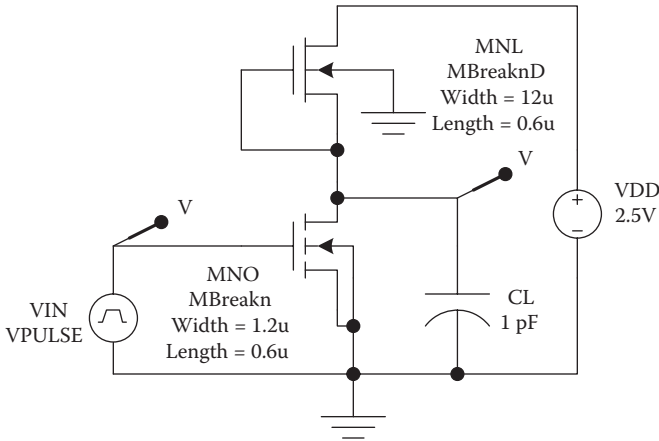 MNL
MBreaknD
Width = 12u
Length = 0.6u
V
V
VDD
2.5V
+
−
MNO
MBreakn
Width = 1.2u
Length = 0.6u
VIN
VPULSE
CL
1 pF